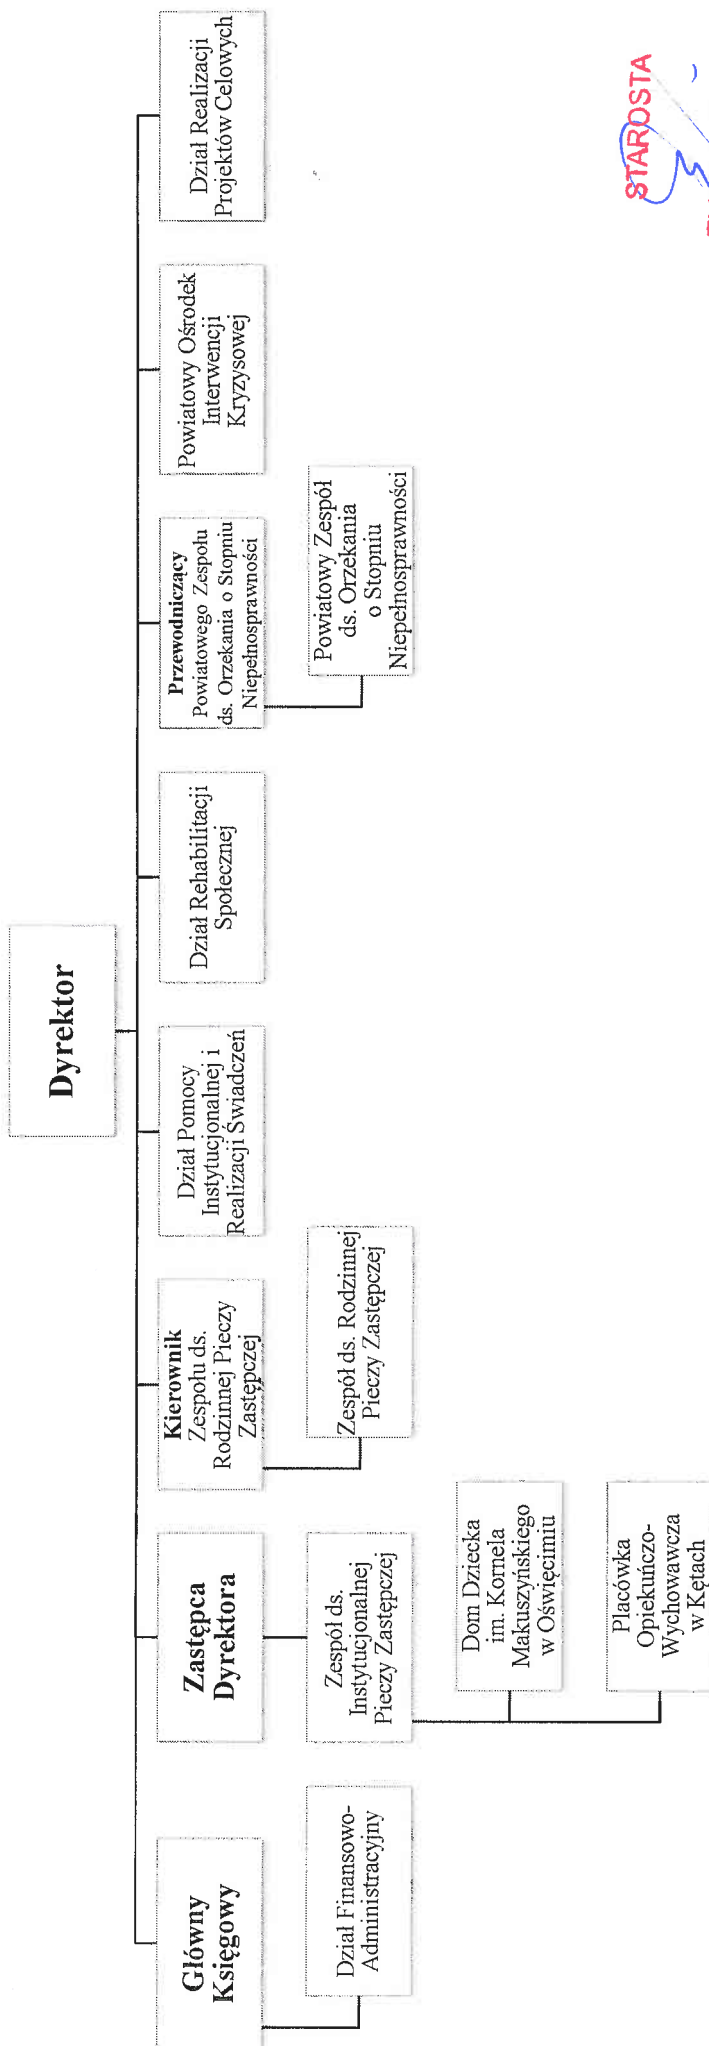 Dyrektor
Główny
Księgowy
Dział Finansowo-
Administracyjny
Zastępca
Dyrektora
Zespół ds.
Instytucjonalnej
Pieczy Zastępczej
Dom Dziecka
im. Kornela
Makuszyńskiego
w Oświęcimiu
Placówka
Opiekuńczo-
Wychowawcza
w Kętach
Kierownik
Zespołu ds.
Rodzinnej Pieczy
Zastępczej
Zespół ds. Rodzinnej
Pieczy Zastępczej
Dział Pomocy
Instytucjonalnej i
Realizacji Świadczeń
Dział Rehabilitacji
Społecznej
Przewodniczący
Powiatowego Zespołu
ds. Orzekania o Stopniu
Niepełnosprawności
Powiatowy Zespół
ds. Orzekania
o Stopniu
Niepełnosprawności
Powiatowy Ośrodek
Interwencji
Kryzysowej
Dział Realizacji
Projektów Celowych
STAROSTA